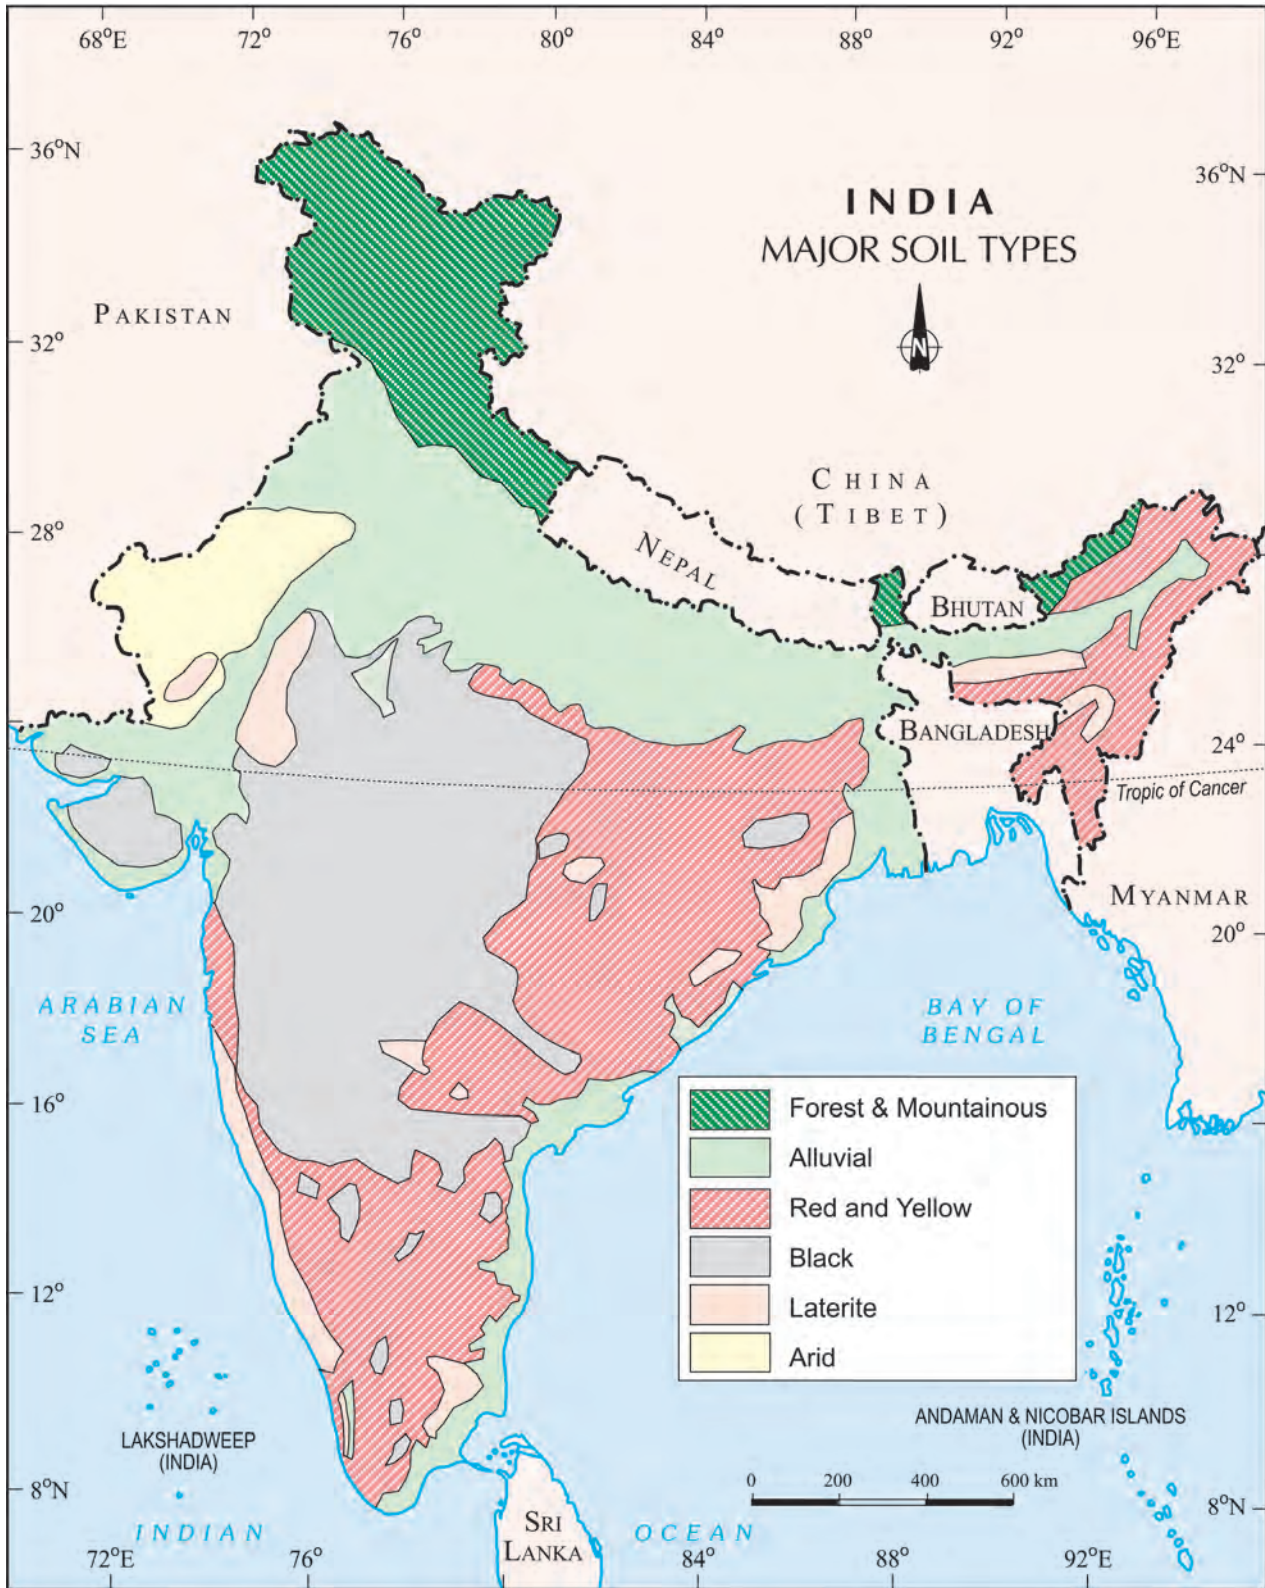 68°E 72° 76° 80° 84° 88° 92° 96°E
36°N
36°N
INDIA
MAJOR SOIL TYPES
N
PAKISTAN
32°
32°
CHINA
(TIBET)
28°
28°
NEPAL
BHUTAN
BANGLADESH
24°
Tropic of Cancer
MYANMAR
20°
20°
ARABIAN
SEA
BAY OF
BENGAL
16°
16°
Forest & Mountainous
Alluvial
Red and Yellow
Black
Laterite
Arid
12°
12°
LAKSHADWEEP
(INDIA)
ANDAMAN & NICOBAR ISLANDS
(INDIA)
0 200 400 600 km
8°N
8°N
INDIAN
OCEAN
SRI
LANKA
72°E 76° 84° 88° 92°E